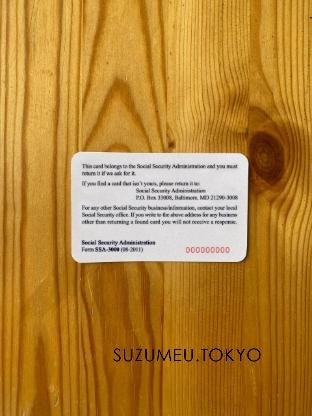 This card belongs to the Social Security Administration and you must
return it if we ask for it.
If you find a card that isn't yours, please return it to:
Social Security Administration
P.O. Box 33008, Baltimore, MD 21290-3008
For any other Social Security business/information, contact your local
Social Security office. If you write to the above address for any business
other than returning a found card you will not receive a response.
Social Security Administration
Form SSA-3000 (08-2011)
000000000
SUZUMEU.TOKYO